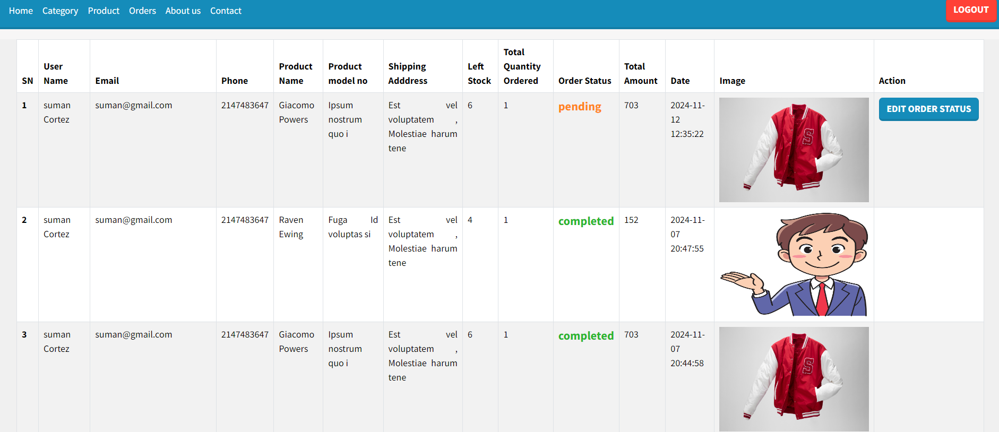 Home Category Product Orders About us Contact LOGOUT
SN User Name Email Phone Product Name Product model no Shipping Adddress Left Stock Total Quantity Ordered Order Status Total Amount Date Image Action
1 suman Cortez suman@gmail.com 2147483647 Giacomo Powers Ipsum nostrum quo i Est vel voluptatem , Molestiae harum tene 6 1 pending 703 2024-11-12 12:35:22 S EDIT ORDER STATUS
2 suman Cortez suman@gmail.com 2147483647 Raven Ewing Fuga Id voluptas si Est vel voluptatem , Molestiae harum tene 4 1 completed 152 2024-11-07 20:47:55
3 suman Cortez suman@gmail.com 2147483647 Giacomo Powers Ipsum nostrum quo i Est vel voluptatem , Molestiae harum tene 6 1 completed 703 2024-11-07 20:44:58 S